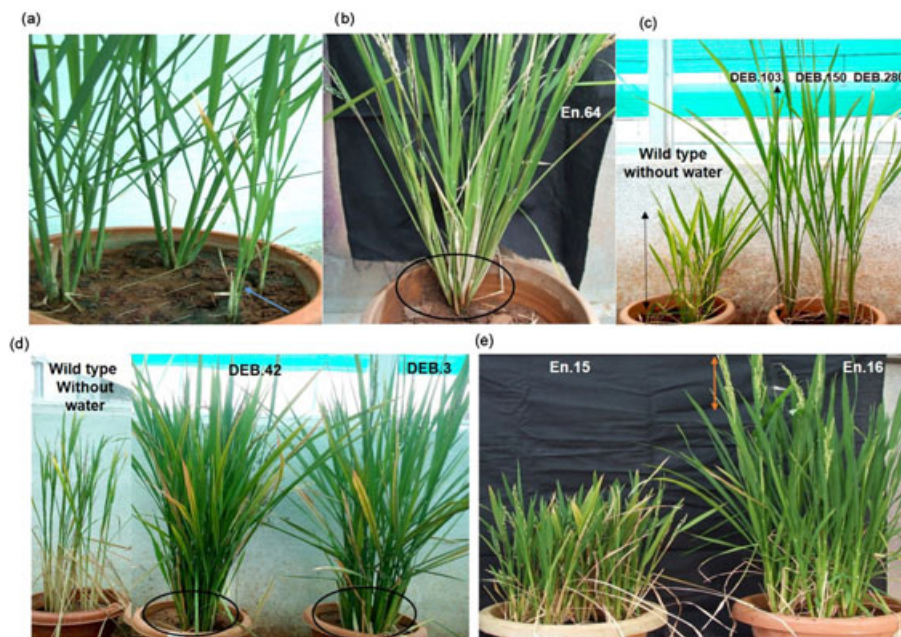 (a)
(b)
(c)
En.64
DEB.103. DEB.150 DEB.280
Wild type
without water
(d)
(e)
Wild type
Without
water
DEB.42
DEB.3
En.15
En.16